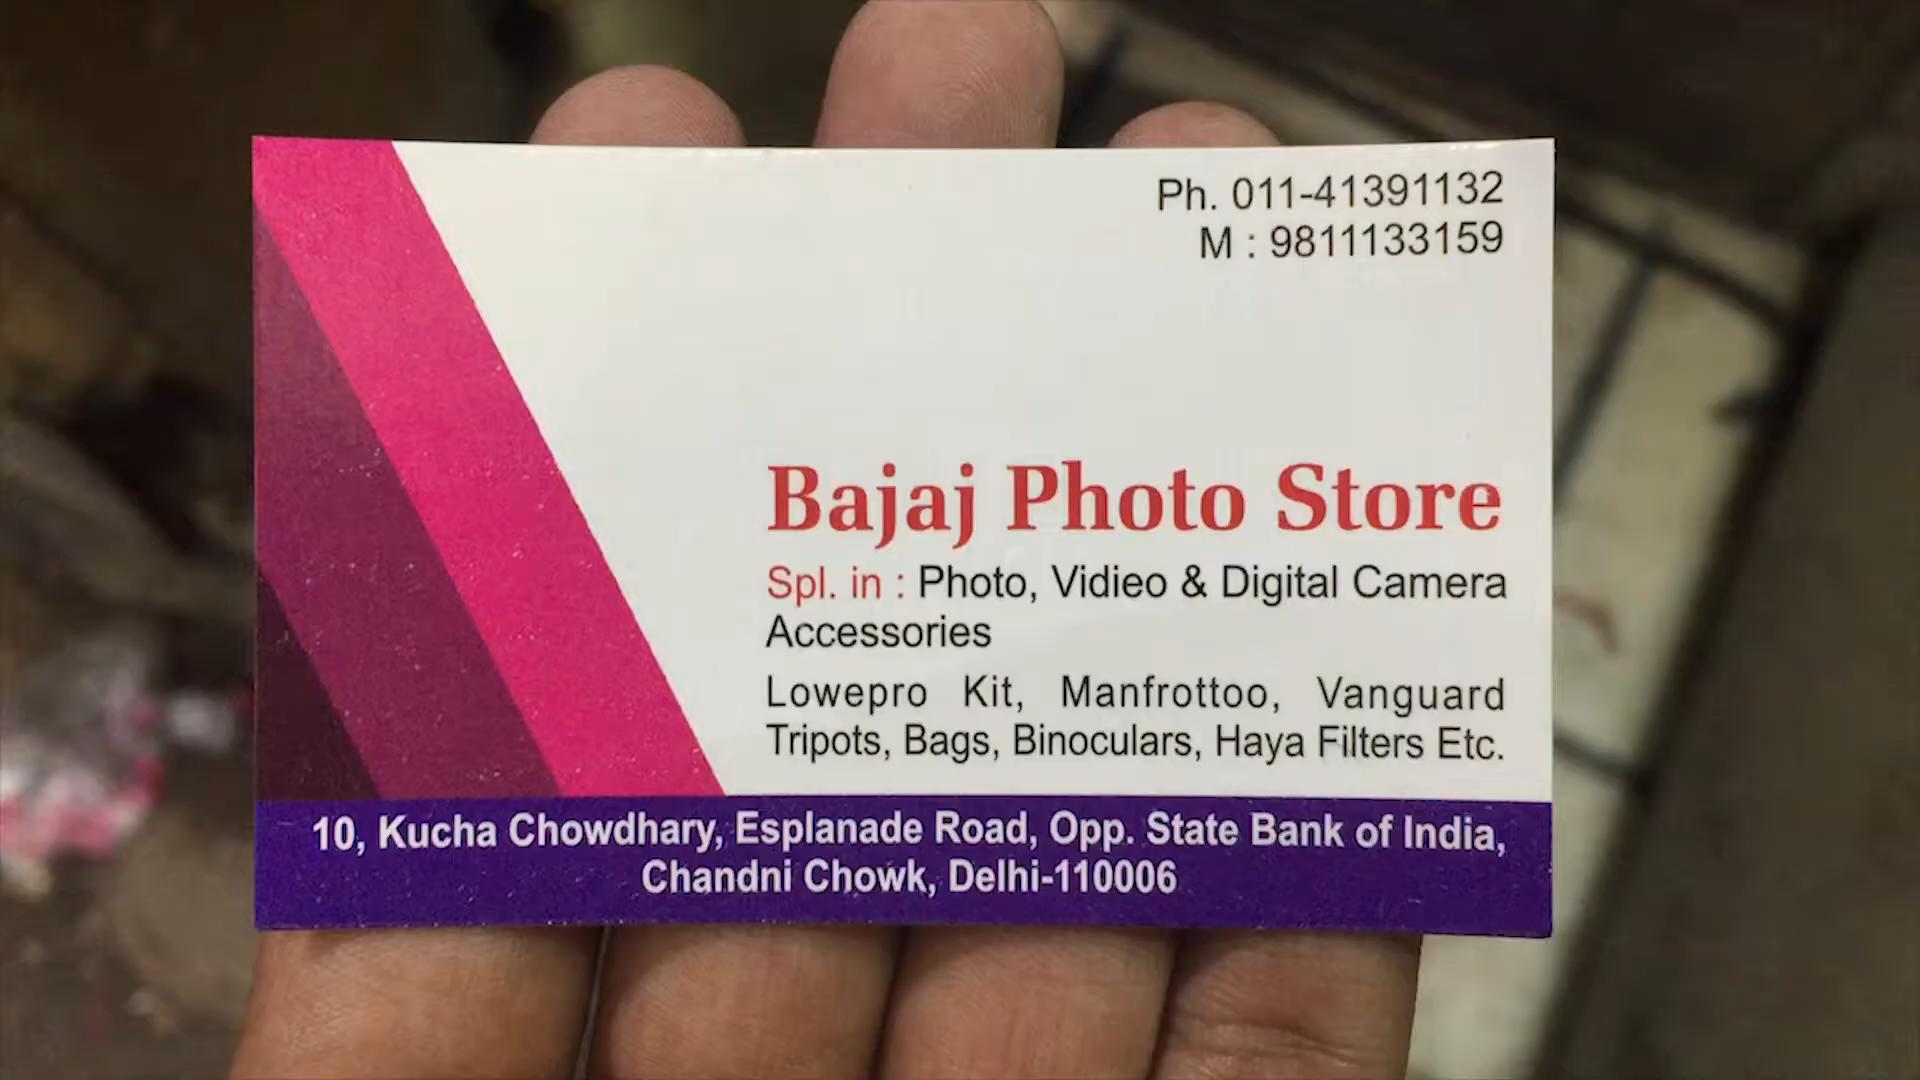 Ph. 011-41391132
M : 9811133159
Bajaj Photo Store
Spl. in : Photo, Vidieo & Digital Camera
Accessories
Lowepro Kit, Manfrottoo, Vanguard
Tripots, Bags, Binoculars, Haya Filters Etc.
10, Kucha Chowdhary, Esplanade Road, Opp. State Bank of India,
Chandni Chowk, Delhi-110006